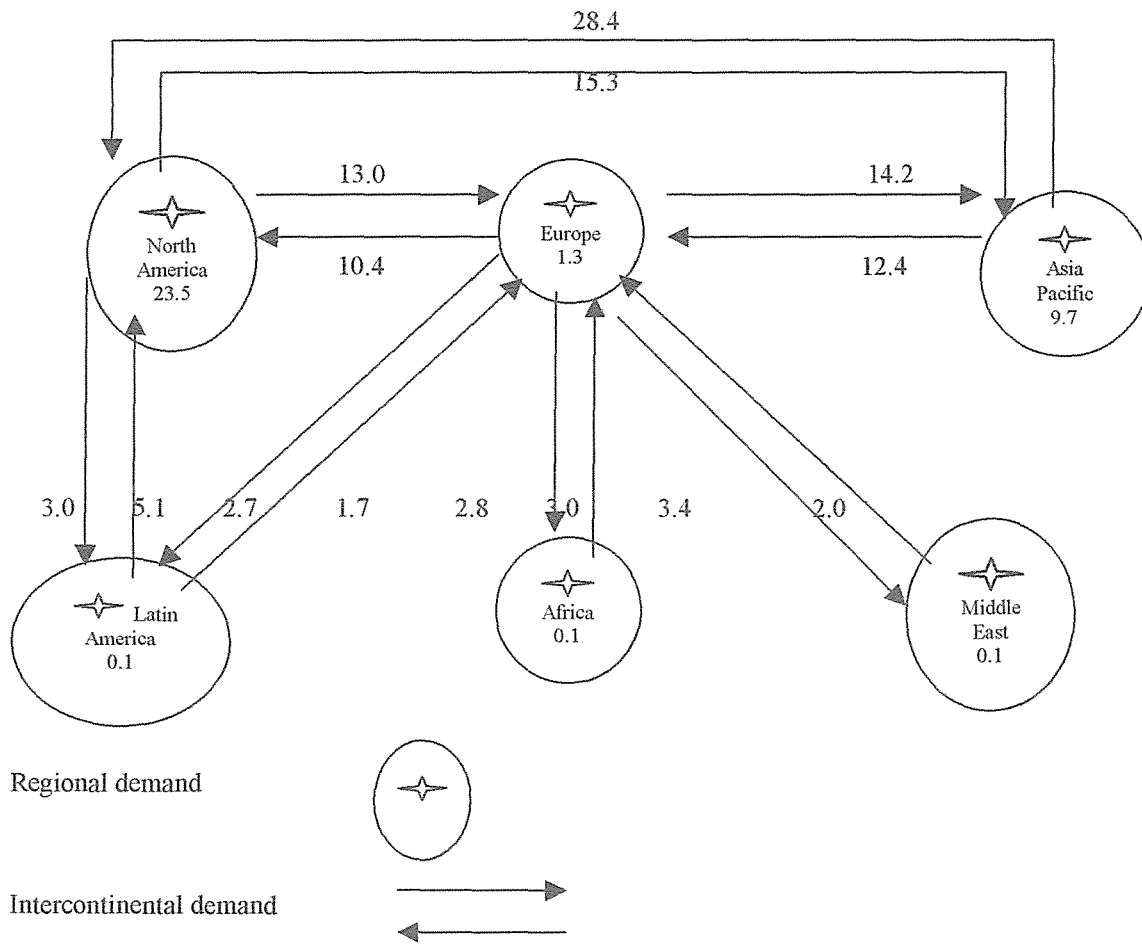 28.4
15.3
13.0
14.2
North
America
23.5
Europe
1.3
10.4
12.4
Asia
Pacific
9.7
3.0
5.1
2.7
1.7
2.8
3.0
3.4
2.0
Latin
America
0.1
Africa
0.1
Middle
East
0.1
Regional demand
Intercontinental demand